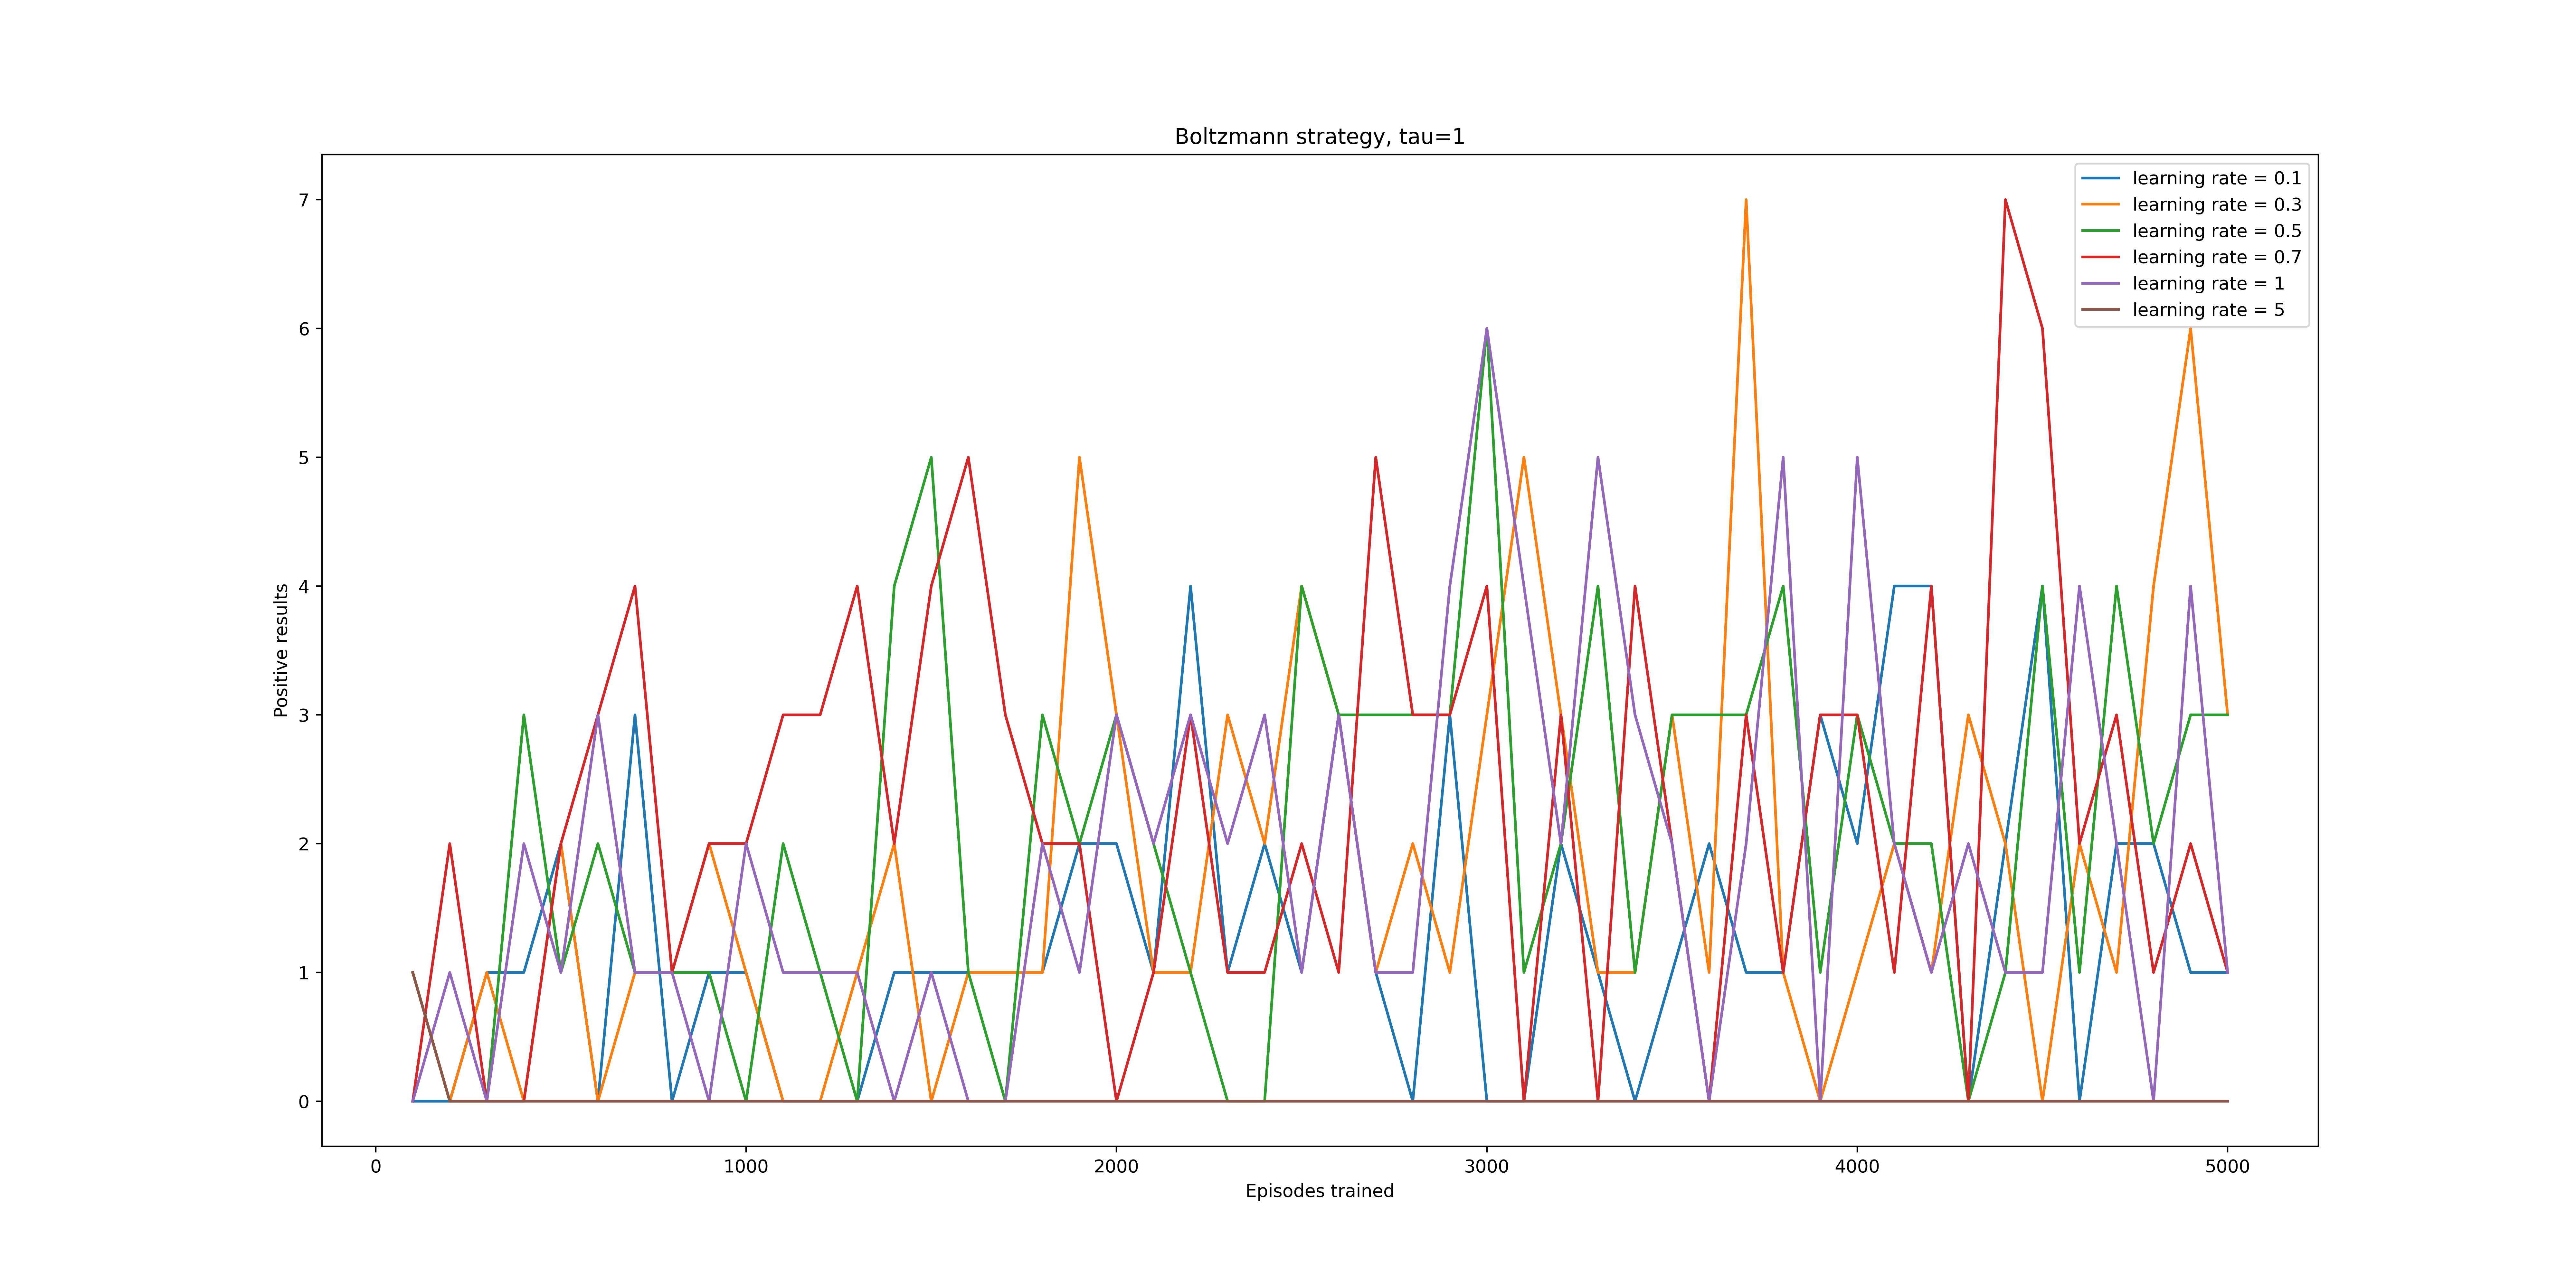 Boltzmann strategy, tau=1
learning rate = 0.1
learning rate = 0.3
learning rate = 0.5
learning rate = 0.7
learning rate = 1
learning rate = 5
Positive results
7
6
5
4
3
2
1
0
0 1000 2000 3000 4000 5000
Episodes trained